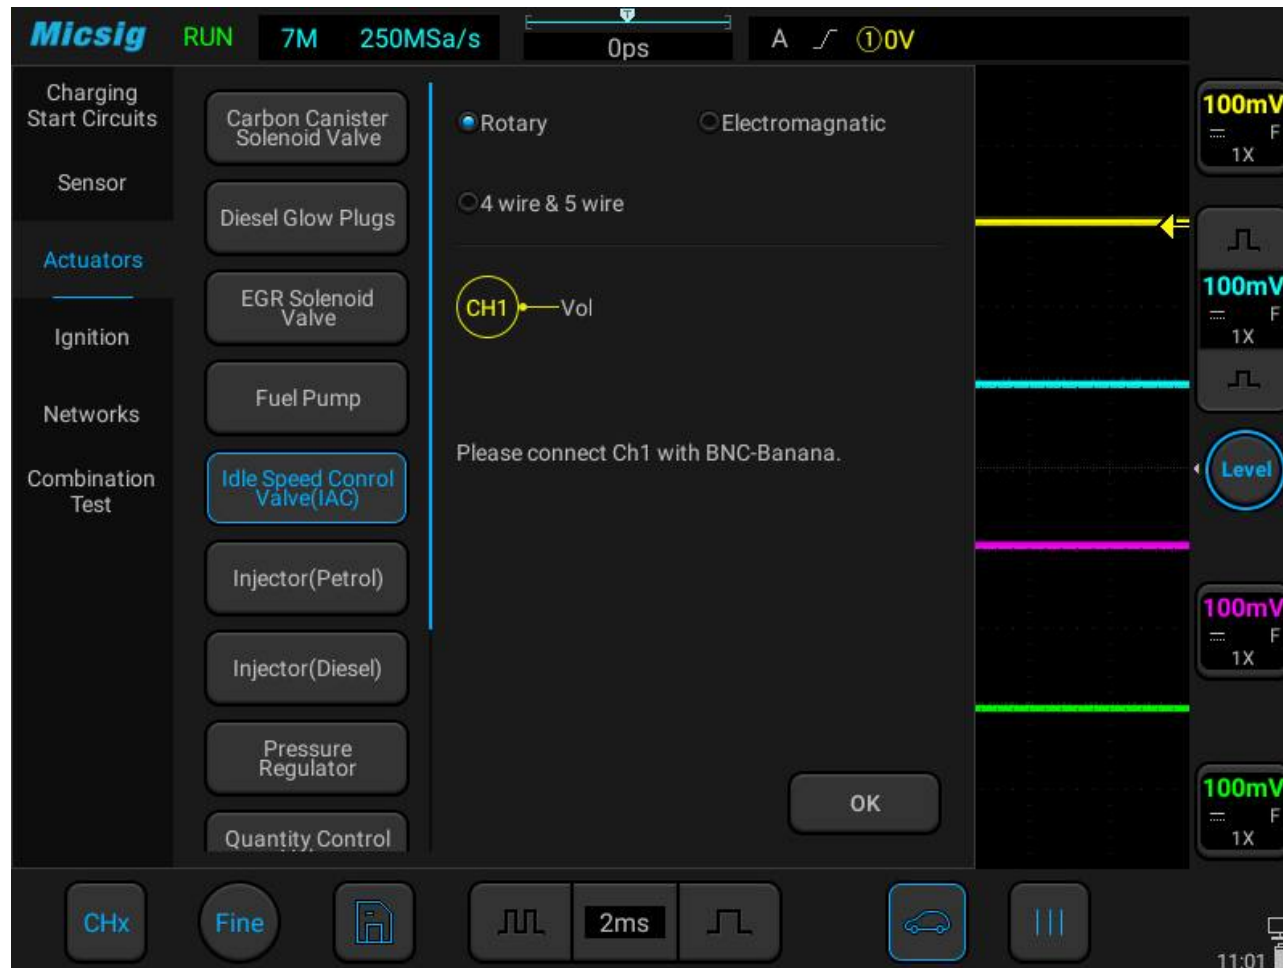 Micsig RUN 7M 250MSa/s T 0ps A ①0V
Charging
Start Circuits
Sensor
Actuators
Ignition
Networks
Combination
Test
Carbon Canister
Solenoid Valve
Diesel Glow Plugs
EGR Solenoid
Valve
Fuel Pump
Idle Speed Conrol
Valve(IAC)
Injector(Petrol)
Injector(Diesel)
Pressure
Regulator
Quantity Control
Rotary Electromagnetic
4 wire & 5 wire
CH1 Vol
Please connect Ch1 with BNC-Banana.
OK
100mV
F
1X
100mV
F
1X
Level
100mV
F
1X
100mV
F
1X
CHx Fine 2ms
11:01